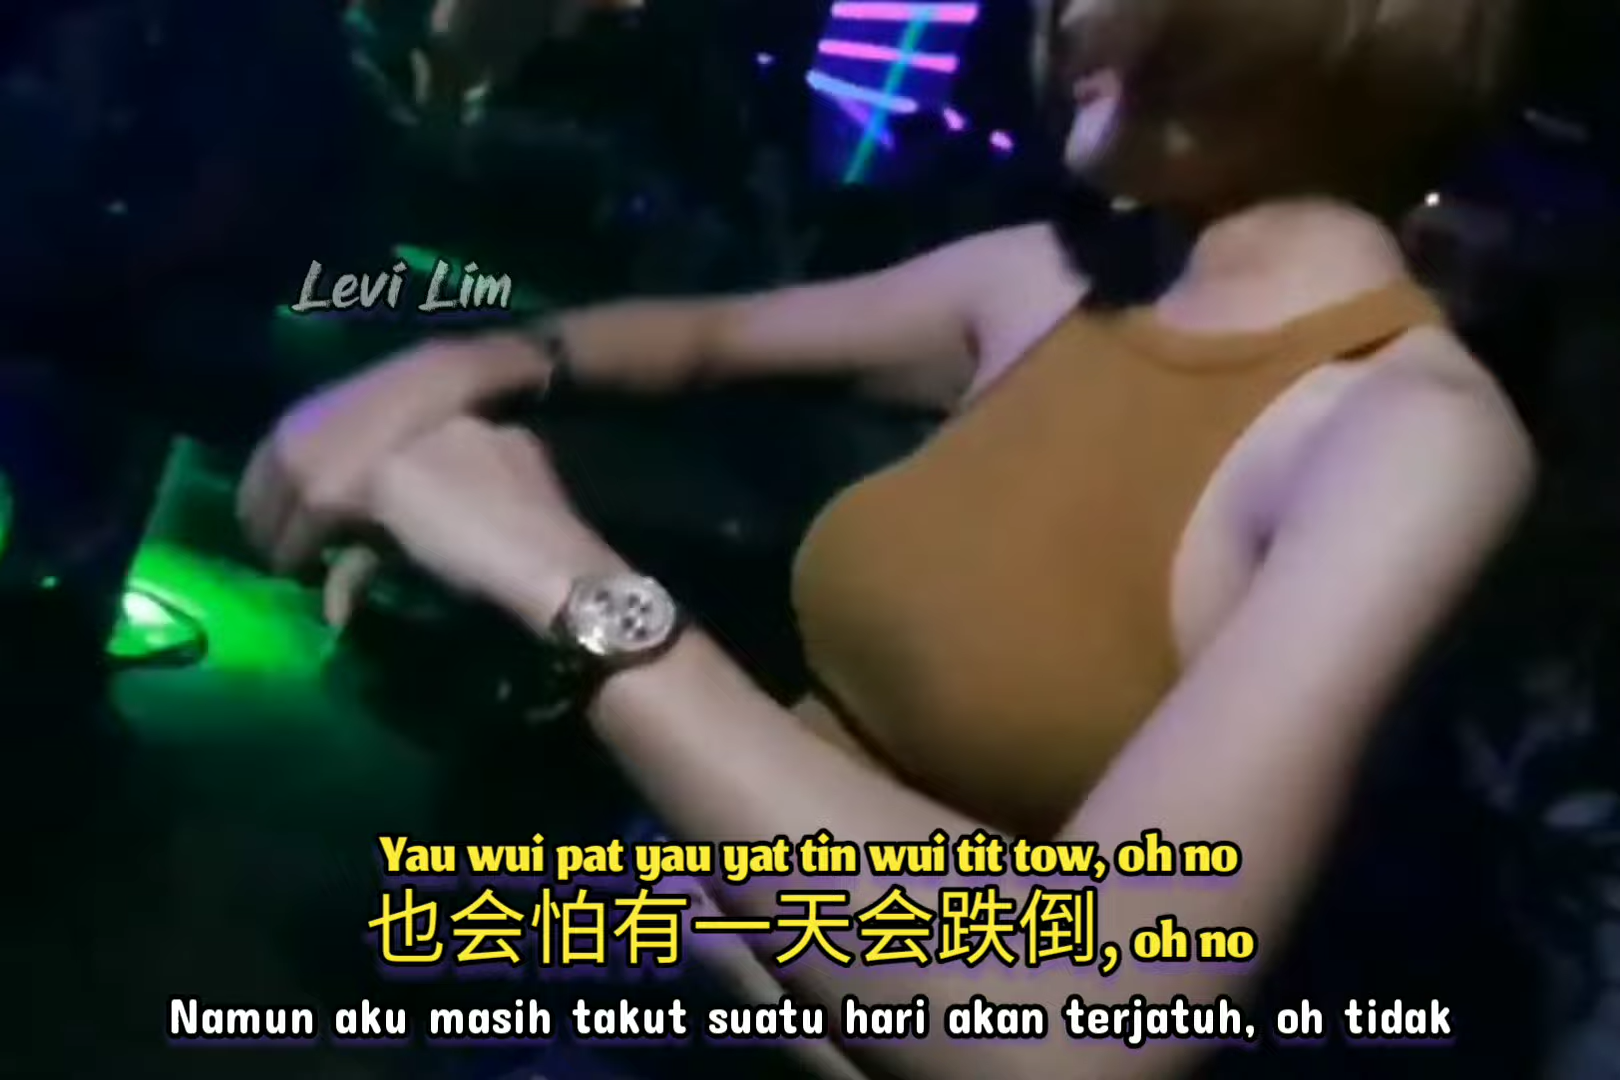 Levi Lim
Yau wui pat yau yat tin wui tit tow, oh no
也会怕有一天会跌倒, oh no
Namun aku masih takut suatu hari akan terjatuh, oh tidak